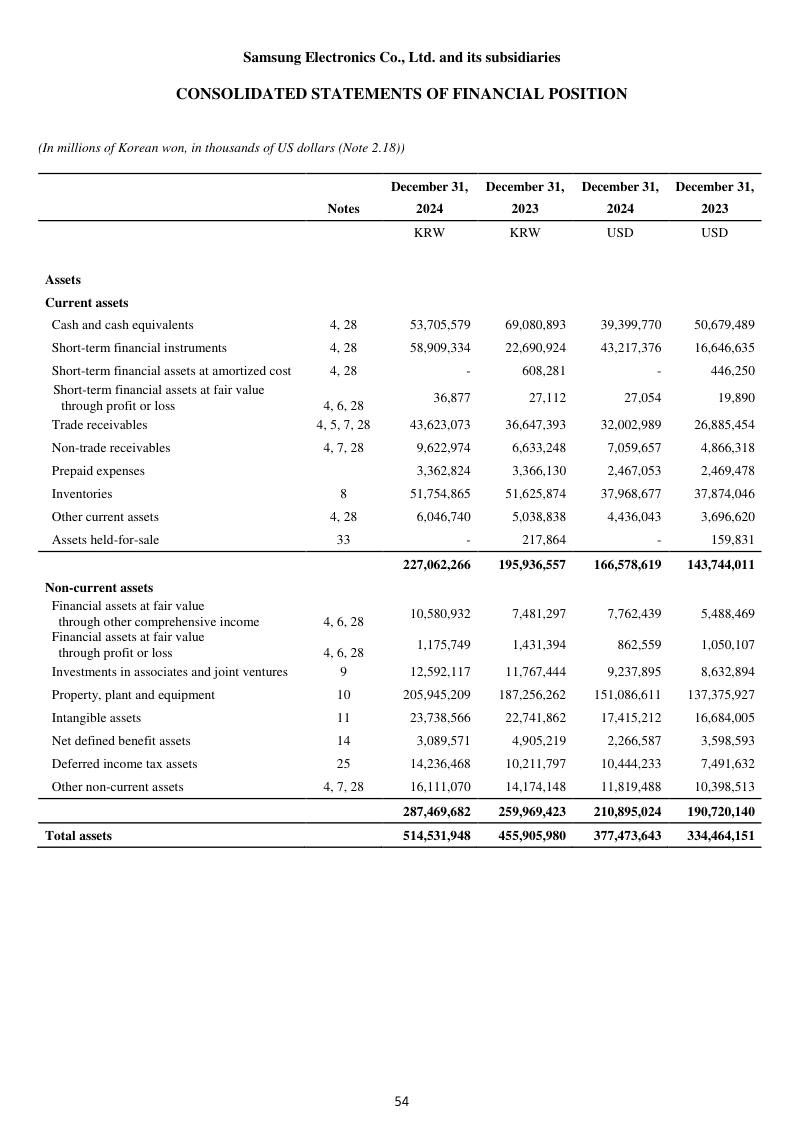 Samsung Electronics Co., Ltd. and its subsidiaries
CONSOLIDATED STATEMENTS OF FINANCIAL POSITION
(In millions of Korean won, in thousands of US dollars (Note 2.18))
December 31, December 31, December 31, December 31,
Notes 2024 2023 2024 2023
KRW KRW USD USD
Assets
Current assets
Cash and cash equivalents 4, 28 53,705,579 69,080,893 39,399,770 50,679,489
Short-term financial instruments 4, 28 58,909,334 22,690,924 43,217,376 16,646,635
Short-term financial assets at amortized cost 4, 28 - 608,281 - 446,250
Short-term financial assets at fair value
through profit or loss 4, 6, 28 36,877 27,112 27,054 19,890
Trade receivables 4, 5, 7, 28 43,623,073 36,647,393 32,002,989 26,885,454
Non-trade receivables 4, 7, 28 9,622,974 6,633,248 7,059,657 4,866,318
Prepaid expenses 3,362,824 3,366,130 2,467,053 2,469,478
Inventories 8 51,754,865 51,625,874 37,968,677 37,874,046
Other current assets 4, 28 6,046,740 5,038,838 4,436,043 3,696,620
Assets held-for-sale 33 - 217,864 - 159,831
227,062,266 195,936,557 166,578,619 143,744,011
Non-current assets
Financial assets at fair value
through other comprehensive income 4, 6, 28 10,580,932 7,481,297 7,762,439 5,488,469
Financial assets at fair value
through profit or loss 4, 6, 28 1,175,749 1,431,394 862,559 1,050,107
Investments in associates and joint ventures 9 12,592,117 11,767,444 9,237,895 8,632,894
Property, plant and equipment 10 205,945,209 187,256,262 151,086,611 137,375,927
Intangible assets 11 23,738,566 22,741,862 17,415,212 16,684,005
Net defined benefit assets 14 3,089,571 4,905,219 2,266,587 3,598,593
Deferred income tax assets 25 14,236,468 10,211,797 10,444,233 7,491,632
Other non-current assets 4, 7, 28 16,111,070 14,174,148 11,819,488 10,398,513
287,469,682 259,969,423 210,895,024 190,720,140
Total assets 514,531,948 455,905,980 377,473,643 334,464,151
54